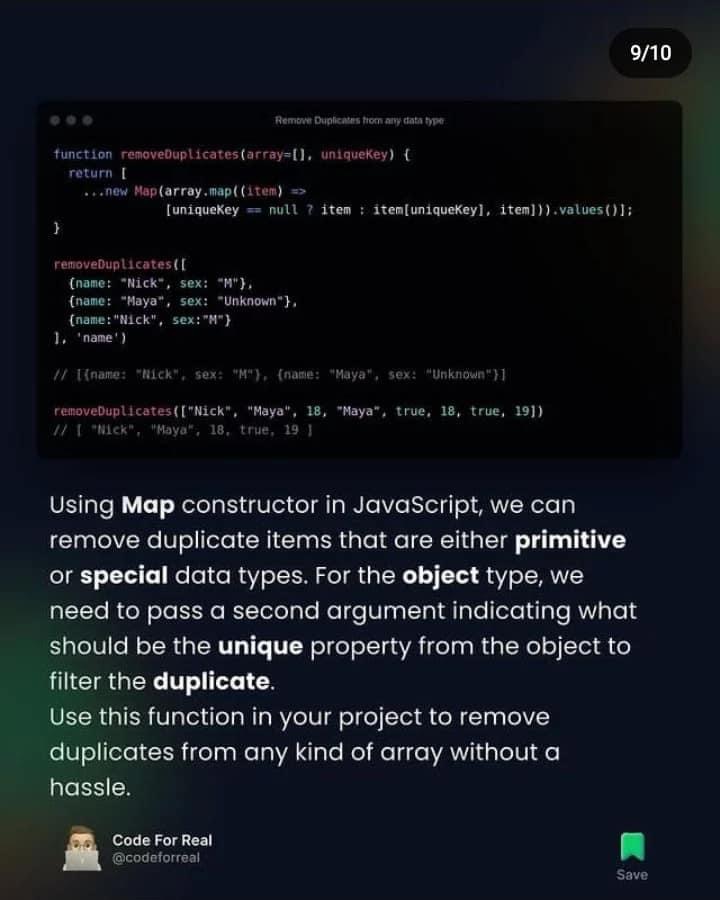 9/10
Remove Duplicates from any data type
function removeDuplicates(array=[], uniqueKey) {
  return [
    ...new Map(array.map((item) =>
               [uniqueKey == null ? item : item[uniqueKey], item])).values()];
}
removeDuplicates([
  {name: "Nick", sex: "M"},
  {name: "Maya", sex: "Unknown"},
  {name:"Nick", sex:"M"}
], 'name')
// [{name: "Nick", sex: "M"}, {name: "Maya", sex: "Unknown"}]
removeDuplicates(["Nick", "Maya", 18, "Maya", true, 18, true, 19])
// [ "Nick", "Maya", 18, true, 19 ]
Using Map constructor in JavaScript, we can
remove duplicate items that are either primitive
or special data types. For the object type, we
need to pass a second argument indicating what
should be the unique property from the object to
filter the duplicate.
Use this function in your project to remove
duplicates from any kind of array without a
hassle.
Code For Real
@codeforreal
Save